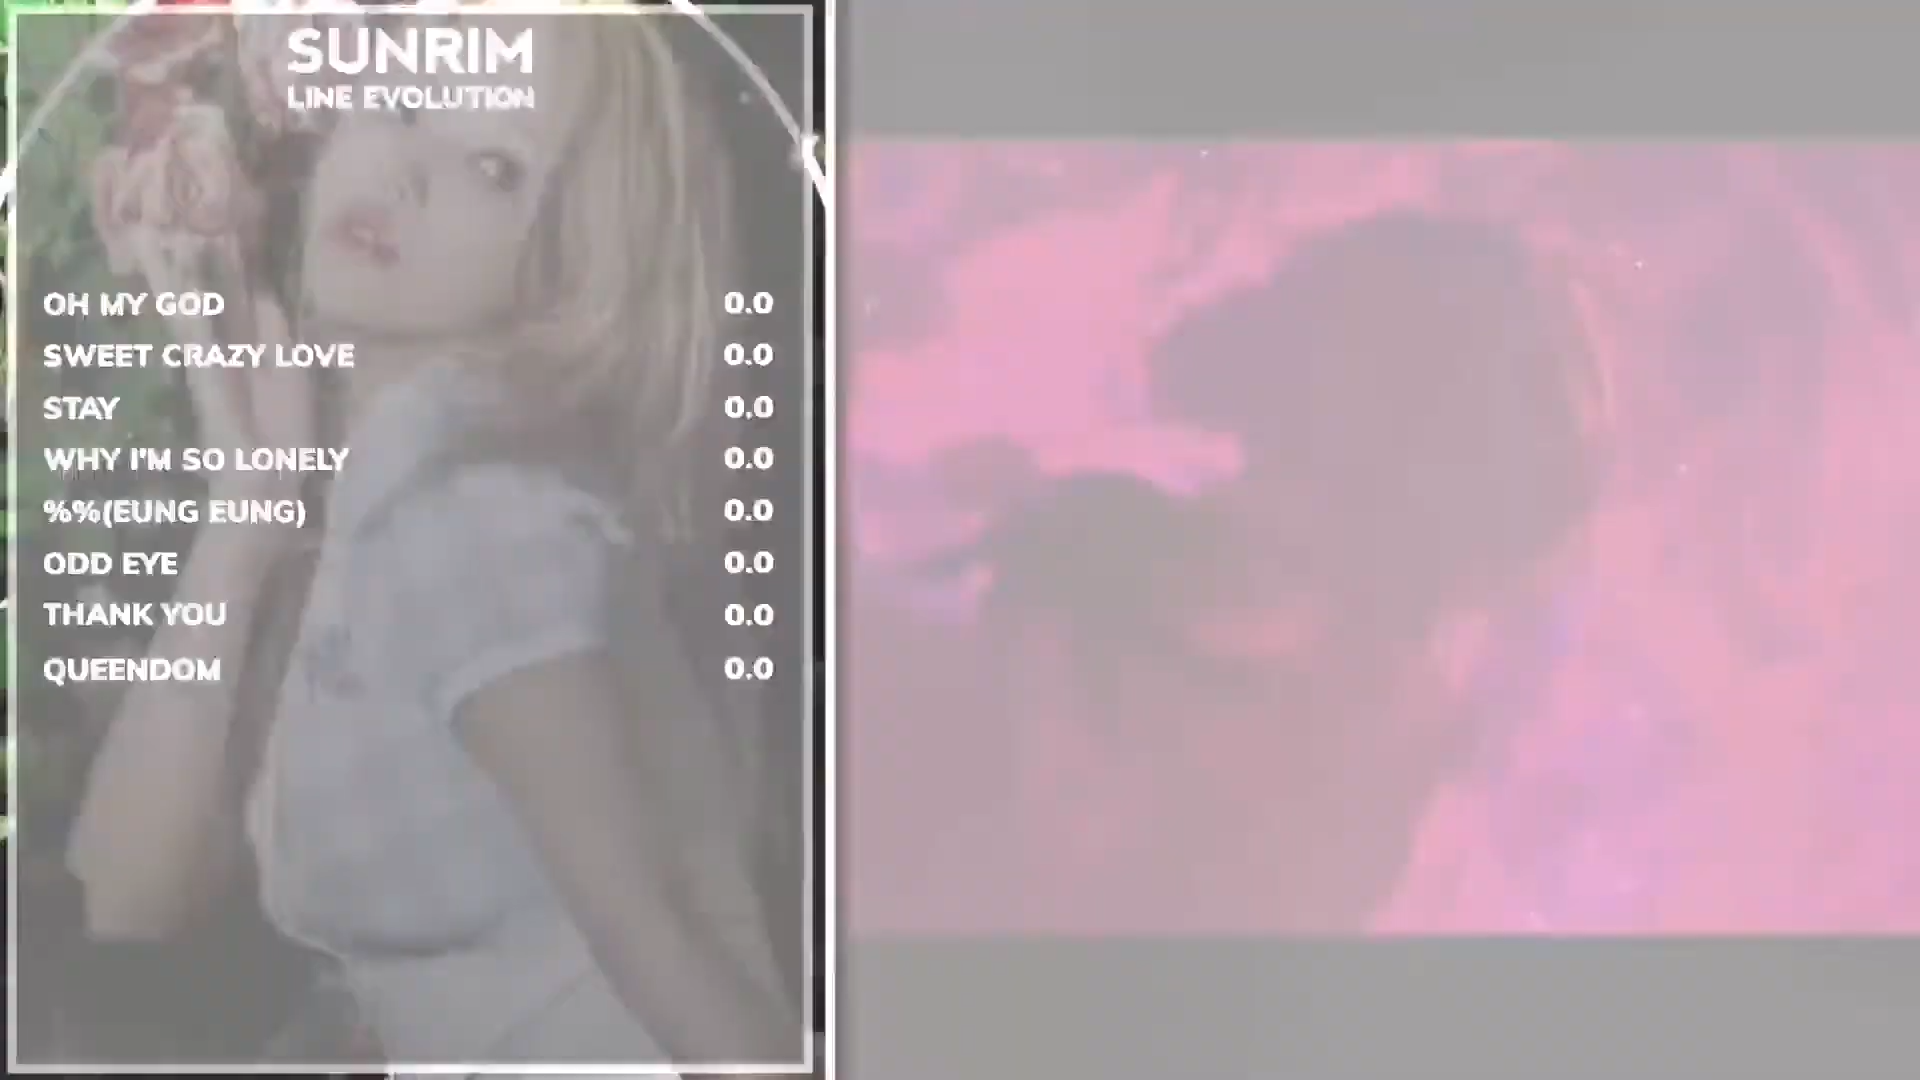 SUNRIM
LINE EVOLUTION
OH MY GOD 0.0
SWEET CRAZY LOVE 0.0
STAY 0.0
WHY I'M SO LONELY 0.0
%%(EUNG EUNG) 0.0
ODD EYE 0.0
THANK YOU 0.0
QUEENDOM 0.0